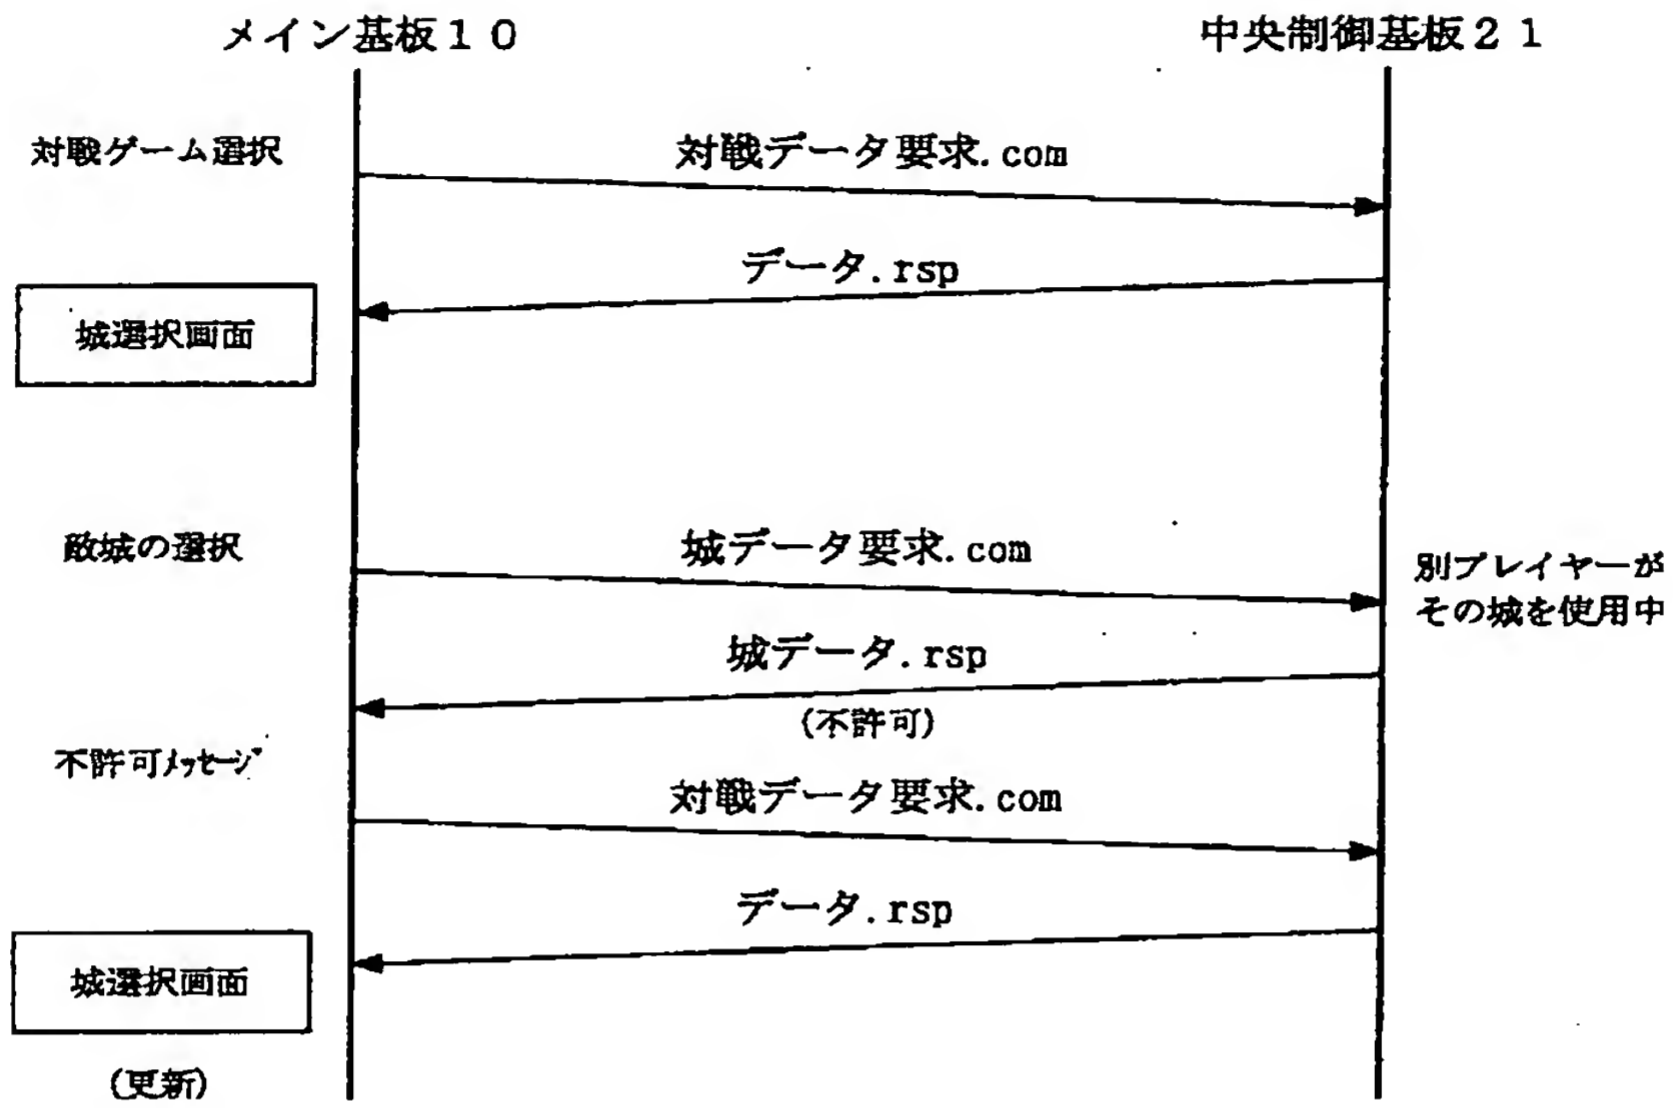 メイン基板１０
中央制御基板２１
対戦ゲーム選択
対戦データ要求.com
データ.rsp
城選択画面
敵城の選択
城データ要求.com
別プレイヤーが
その城を使用中
城データ.rsp
(不許可)
不許可メッセージ
対戦データ要求.com
データ.rsp
城選択画面
(更新)